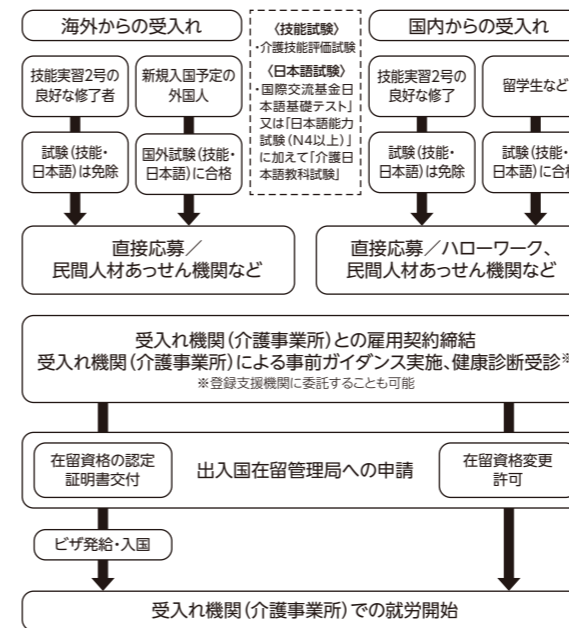 海外からの受入れ
技能実習2号の
良好な修了者
新規入国予定の
外国人
試験（技能・
日本語）は免除
国外試験（技能・
日本語）に合格
〈技能試験〉
・介護技能評価試験
〈日本語試験〉
・国際交流基金日
本語基礎テスト」
又は「日本語能力
試験（N4以上）」
に加えて「介護日
本語教科試験」
国内からの受入れ
技能実習2号の
良好な修了
留学生など
試験（技能・
日本語）は免除
試験（技能・
日本語）に合格
直接応募／
民間人材あっせん機関など
直接応募／ハローワーク、
民間人材あっせん機関など
受入れ機関（介護事業所）との雇用契約締結
受入れ機関（介護事業所）による事前ガイダンス実施、健康診断受診※
※登録支援機関に委託することも可能
在留資格の認定
証明書交付
出入国在留管理局への申請
在留資格変更
許可
ビザ発給・入国
受入れ機関（介護事業所）での就労開始